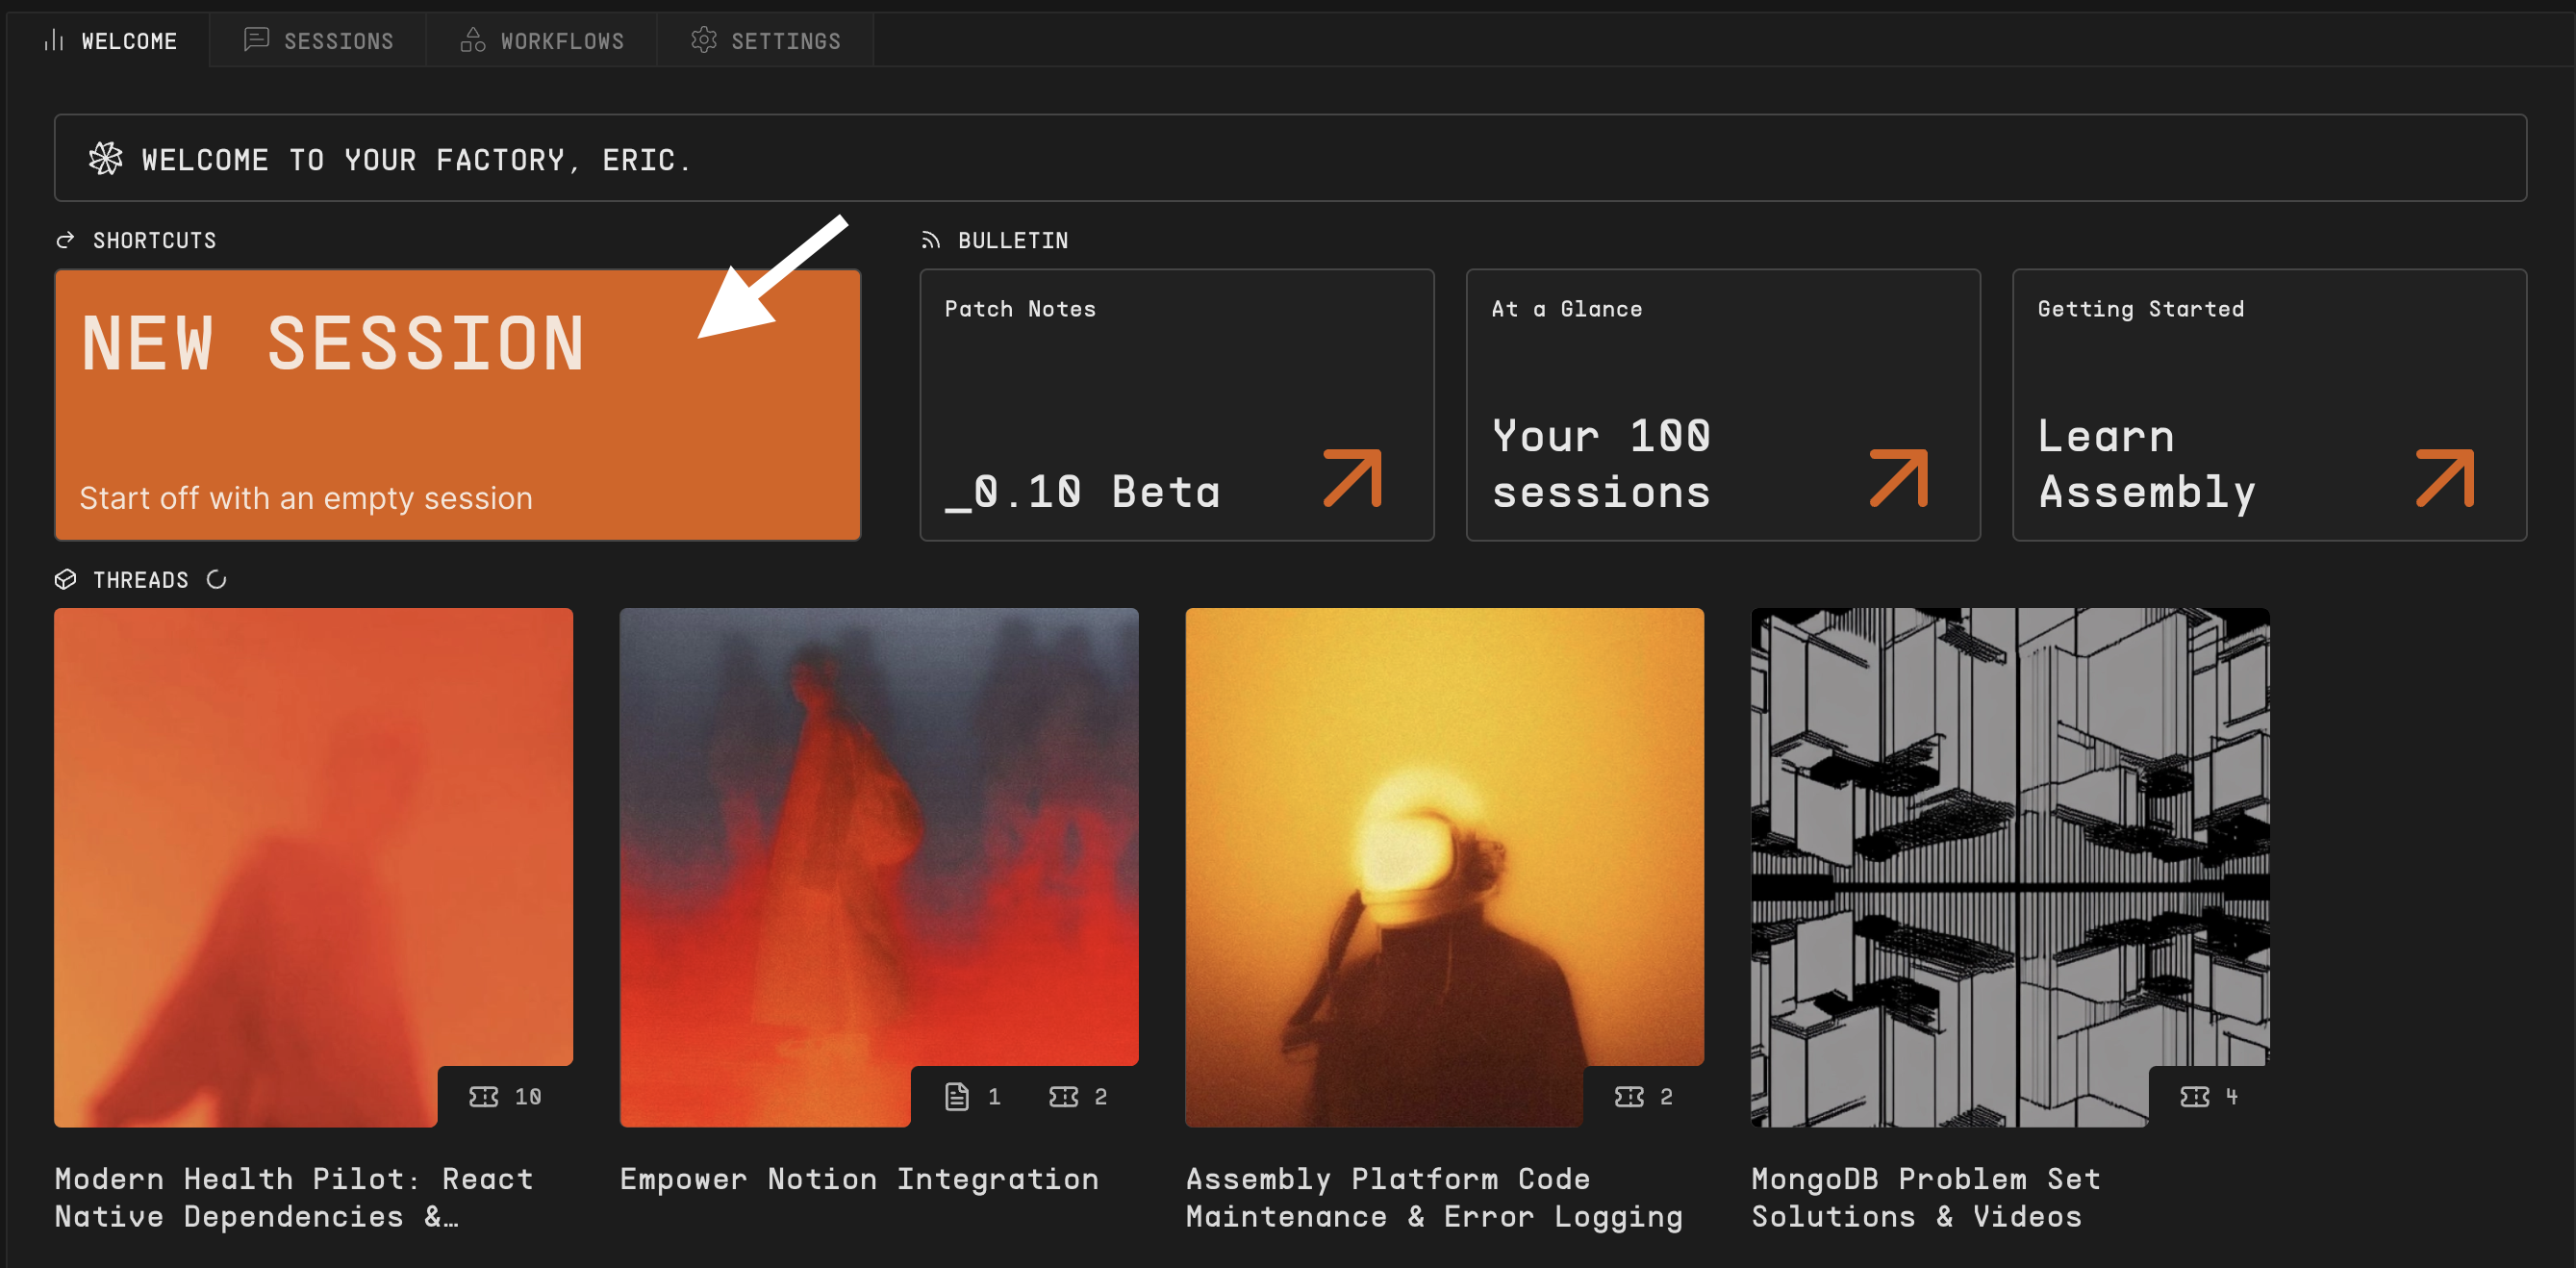 WELCOME
SESSIONS
WORKFLOWS
SETTINGS
WELCOME TO YOUR FACTORY, ERIC.
SHORTCUTS
NEW SESSION
Start off with an empty session
BULLETIN
Patch Notes
_0.10 Beta
At a Glance
Your 100
sessions
Getting Started
Learn
Assembly
THREADS
10
Modern Health Pilot: React
Native Dependencies &…
1 2
Empower Notion Integration
2
Assembly Platform Code
Maintenance & Error Logging
4
MongoDB Problem Set
Solutions & Videos